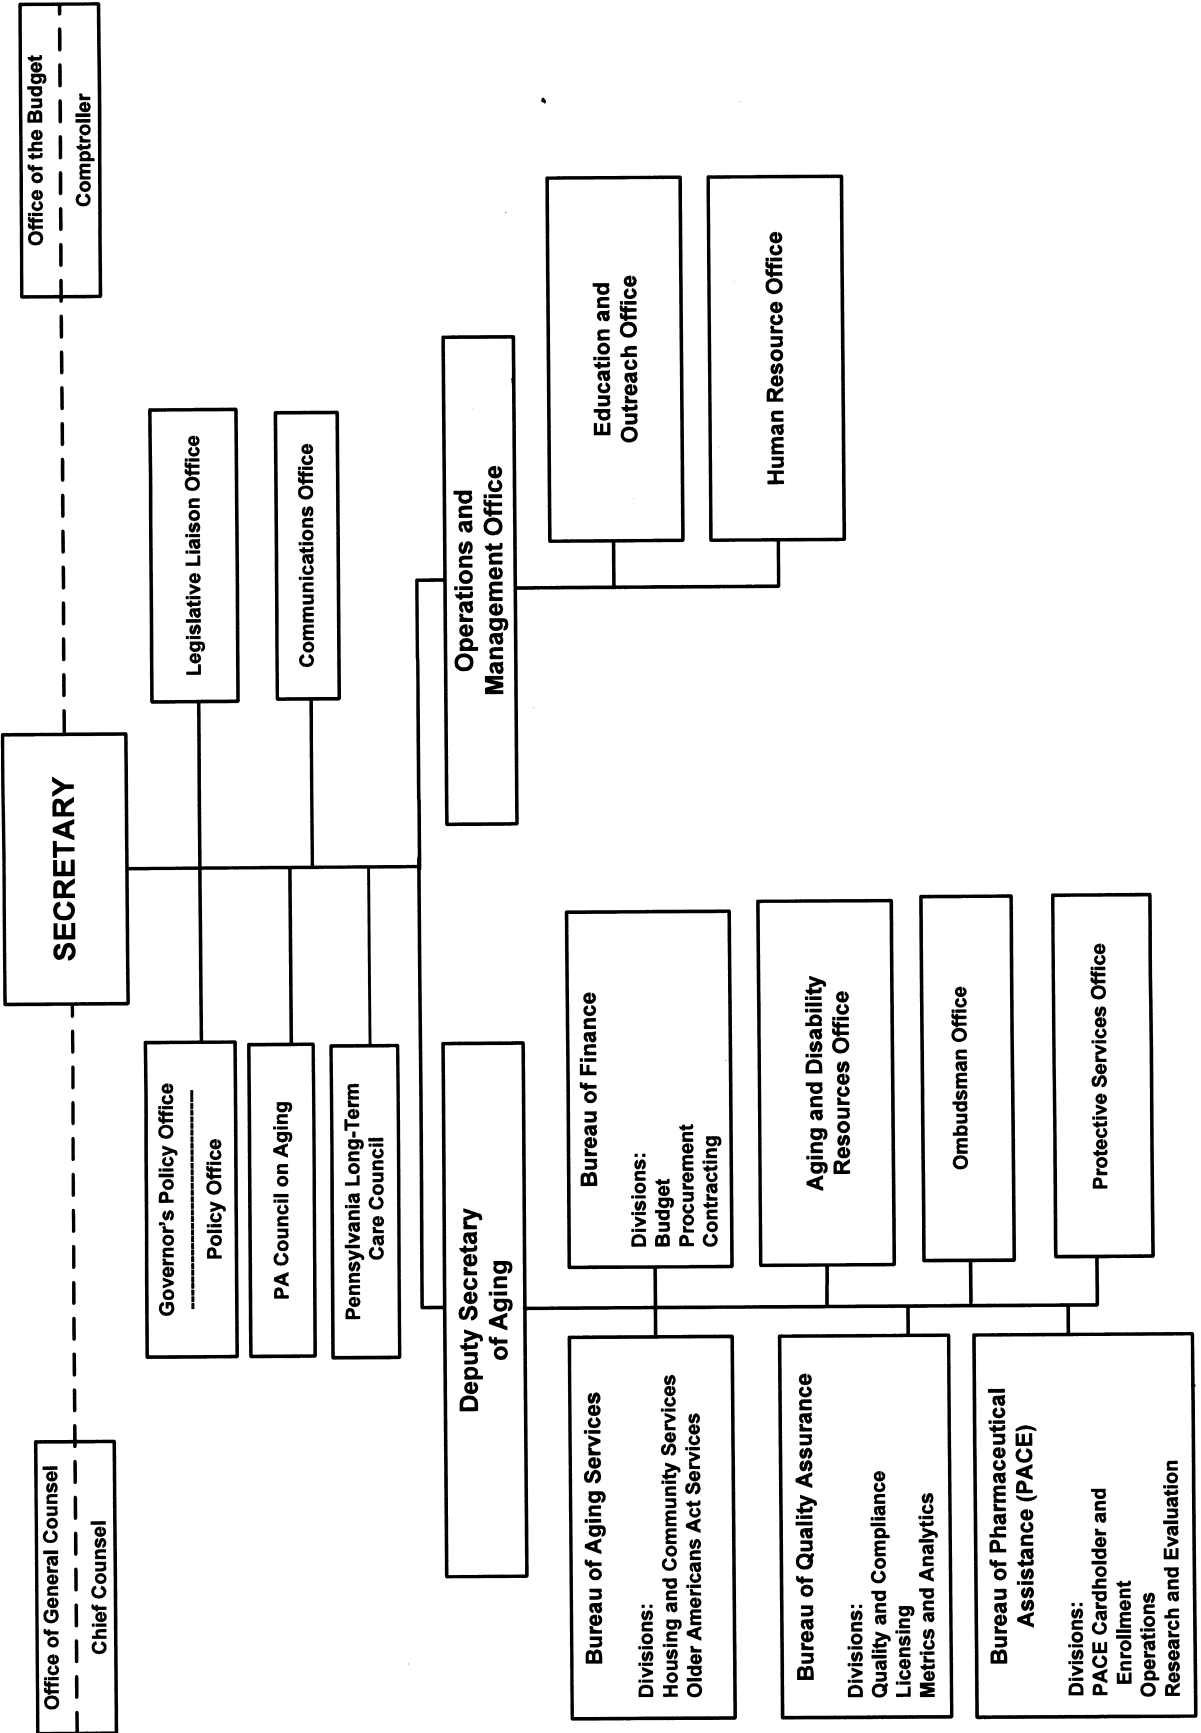 SECRETARY
Office of General Counsel
Chief Counsel
Office of the Budget
Comptroller
Governor's Policy Office
--------------------------------
Policy Office
Legislative Liaison Office
PA Council on Aging
Communications Office
Pennsylvania Long-Term
Care Council
Deputy Secretary
of Aging
Operations and
Management Office
Bureau of Aging Services
Divisions:
Housing and Community Services
Older Americans Act Services
Bureau of Finance
Divisions:
Budget
Procurement
Contracting
Education and
Outreach Office
Bureau of Quality Assurance
Divisions:
Quality and Compliance
Licensing
Metrics and Analytics
Aging and Disability
Resources Office
Human Resource Office
Ombudsman Office
Bureau of Pharmaceutical
Assistance (PACE)
Divisions:
PACE Cardholder and
Enrollment
Operations
Research and Evaluation
Protective Services Office